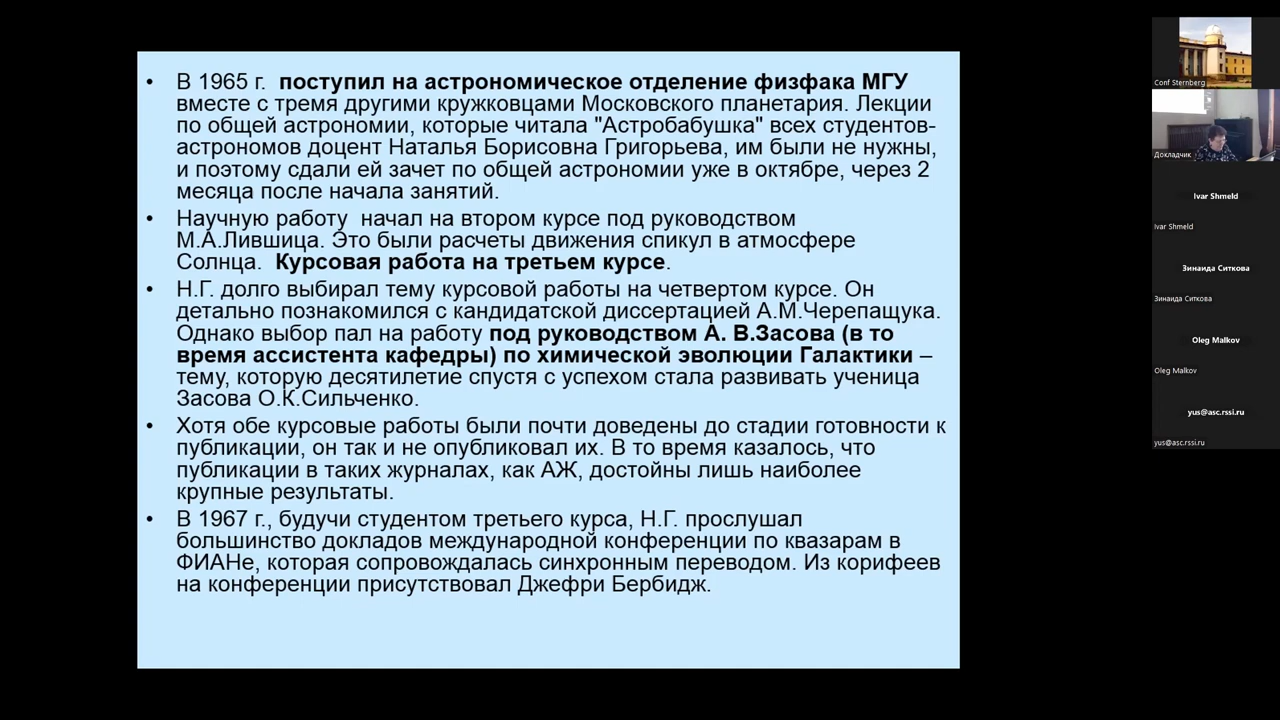 • В 1965 г. поступил на астрономическое отделение физфака МГУ
вместе с тремя другими кружковцами Московского планетария. Лекции
по общей астрономии, которые читала "Астробабушка" всех студентов-
астрономов доцент Наталья Борисовна Григорьева, им были не нужны,
и поэтому сдали ей зачет по общей астрономии уже в октябре, через 2
месяца после начала занятий.
• Научную работу начал на втором курсе под руководством
М.А.Лившица. Это были расчеты движения спикул в атмосфере
Солнца. Курсовая работа на третьем курсе.
• Н.Г. долго выбирал тему курсовой работы на четвертом курсе. Он
детально познакомился с кандидатской диссертацией А.М.Черепащука.
Однако выбор пал на работу под руководством А. В.Засова (в то
время ассистента кафедры) по химической эволюции Галактики –
тему, которую десятилетие спустя с успехом стала развивать ученица
Засова О.К.Сильченко.
• Хотя обе курсовые работы были почти доведены до стадии готовности к
публикации, он так и не опубликовал их. В то время казалось, что
публикации в таких журналах, как АЖ, достойны лишь наиболее
крупные результаты.
• В 1967 г., будучи студентом третьего курса, Н.Г. прослушал
большинство докладов международной конференции по квазарам в
ФИАНе, которая сопровождалась синхронным переводом. Из корифеев
на конференции присутствовал Джефри Бербидж.
Conf Sternberg
Докладчик
Ivar Shmeld
Ivar Shmeld
Зинаида Ситкова
Зинаида Ситкова
Oleg Malkov
Oleg Malkov
yus@asc.rssi.ru
yus@asc.rssi.ru